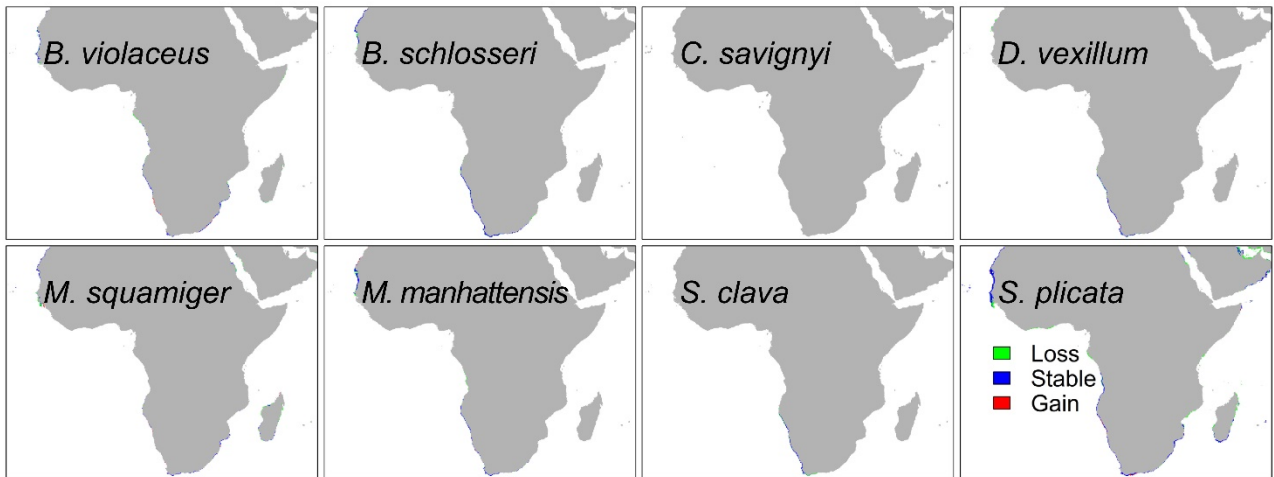 B. violaceus
B. schlosseri
C. savignyi
D. vexillum
M. squamiger
M. manhattensis
S. clava
S. plicata
Loss
Stable
Gain